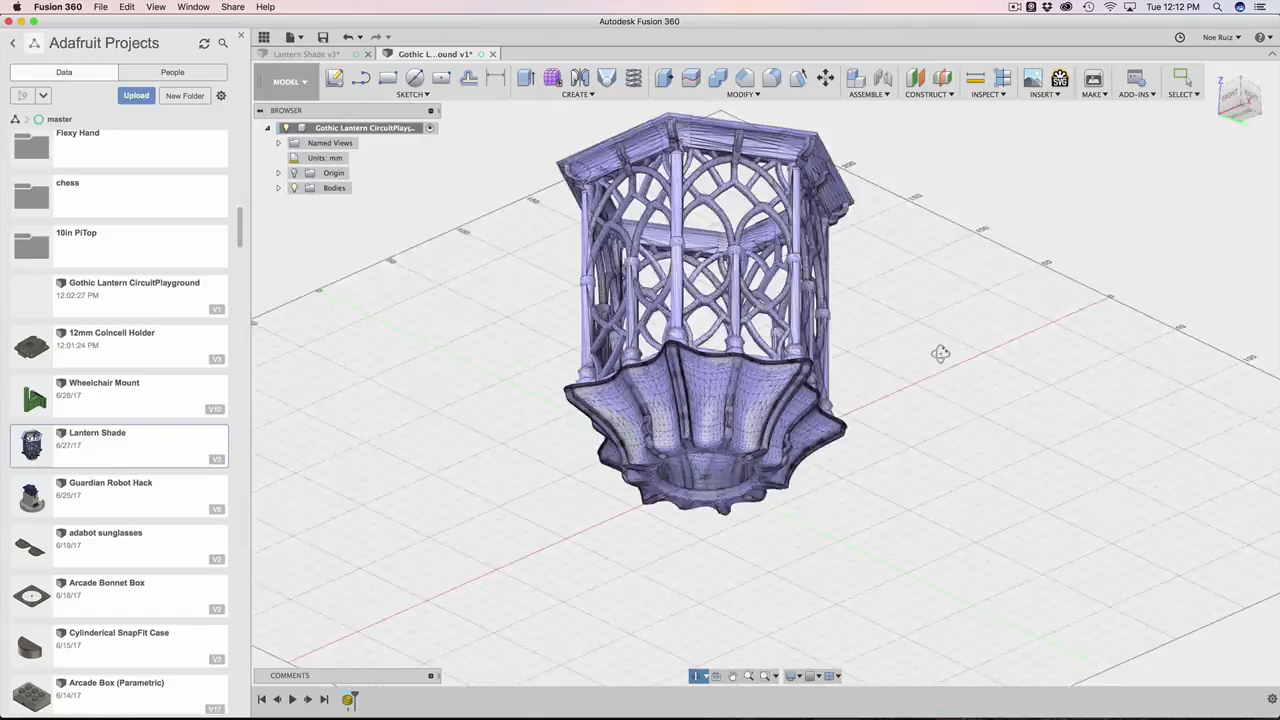 Fusion 360 File Edit View Window Share Help
Tue 12:12 PM Noe Ruiz
Autodesk Fusion 360
Adafruit Projects
Noe Ruiz
Lantern Shade v3*
Gothic L...ound v1*
Data People
MODEL
SKETCH CREATE MODIFY ASSEMBLE CONSTRUCT INSPECT INSERT MAKE ADD-INS SELECT
Upload New Folder
master
BROWSER
Gothic Lantern CircuitPlayg...
Named Views
Units: mm
Origin
Bodies
Flexy Hand
chess
10in PiTop
Gothic Lantern CircuitPlayground
12:02:27 PM
V1
12mm Coincell Holder
12:01:24 PM
V3
Wheelchair Mount
6/28/17
V10
Lantern Shade
6/27/17
V3
Guardian Robot Hack
6/25/17
V5
adabot sunglasses
6/19/17
V2
Arcade Bonnet Box
6/18/17
V2
Cylinderical SnapFit Case
6/15/17
V3
Arcade Box (Parametric)
6/14/17
V17
COMMENTS